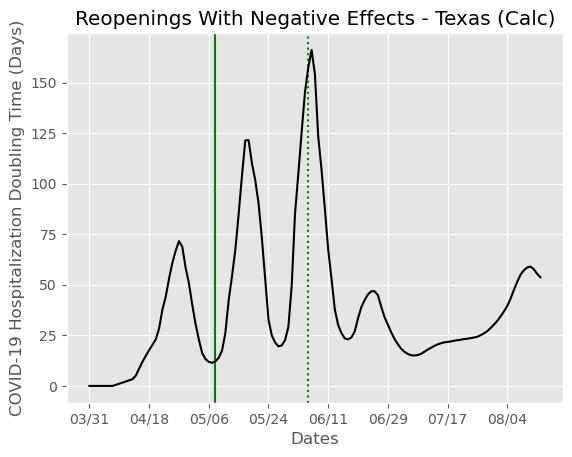 Reopenings With Negative Effects - Texas (Calc)
COVID-19 Hospitalization Doubling Time (Days)
150
125
100
75
50
25
0
03/31 04/18 05/06 05/24 06/11 06/29 07/17 08/04
Dates